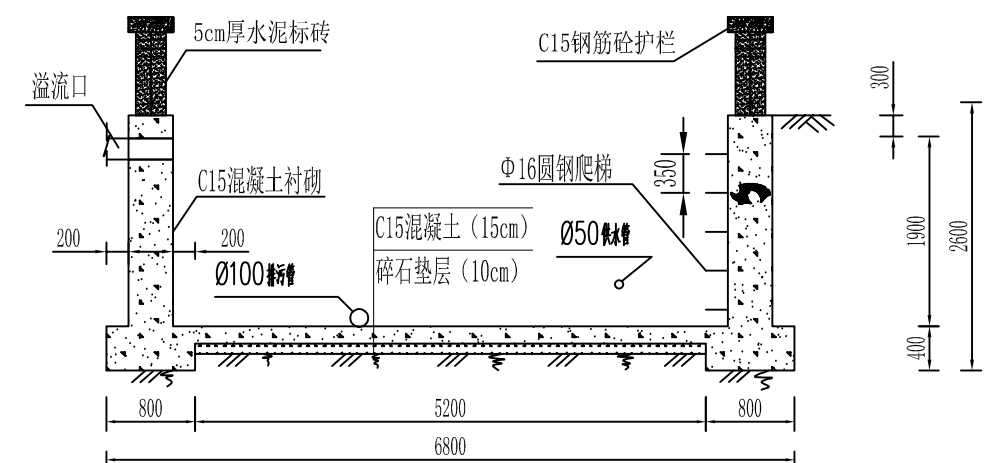 5cm厚水泥标砖
C15钢筋砼护栏
溢流口
300
350
Φ16圆钢爬梯
C15混凝土衬砌
C15混凝土（15cm）
Ø50供水管
200
200
1900
2600
碎石垫层（10cm）
Ø100排污管
400
800
5200
800
6800